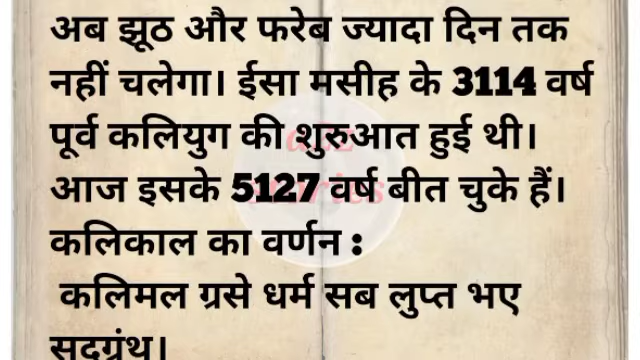 अब झूठ और फरेब ज्यादा दिन तक
नहीं चलेगा। ईसा मसीह के 3114 वर्ष
पूर्व कलियुग की शुरुआत हुई थी।
आज इसके 5127 वर्ष बीत चुके हैं।
कलिकाल का वर्णन :
कलिमल ग्रसे धर्म सब लुप्त भए
सदग्रंथ।